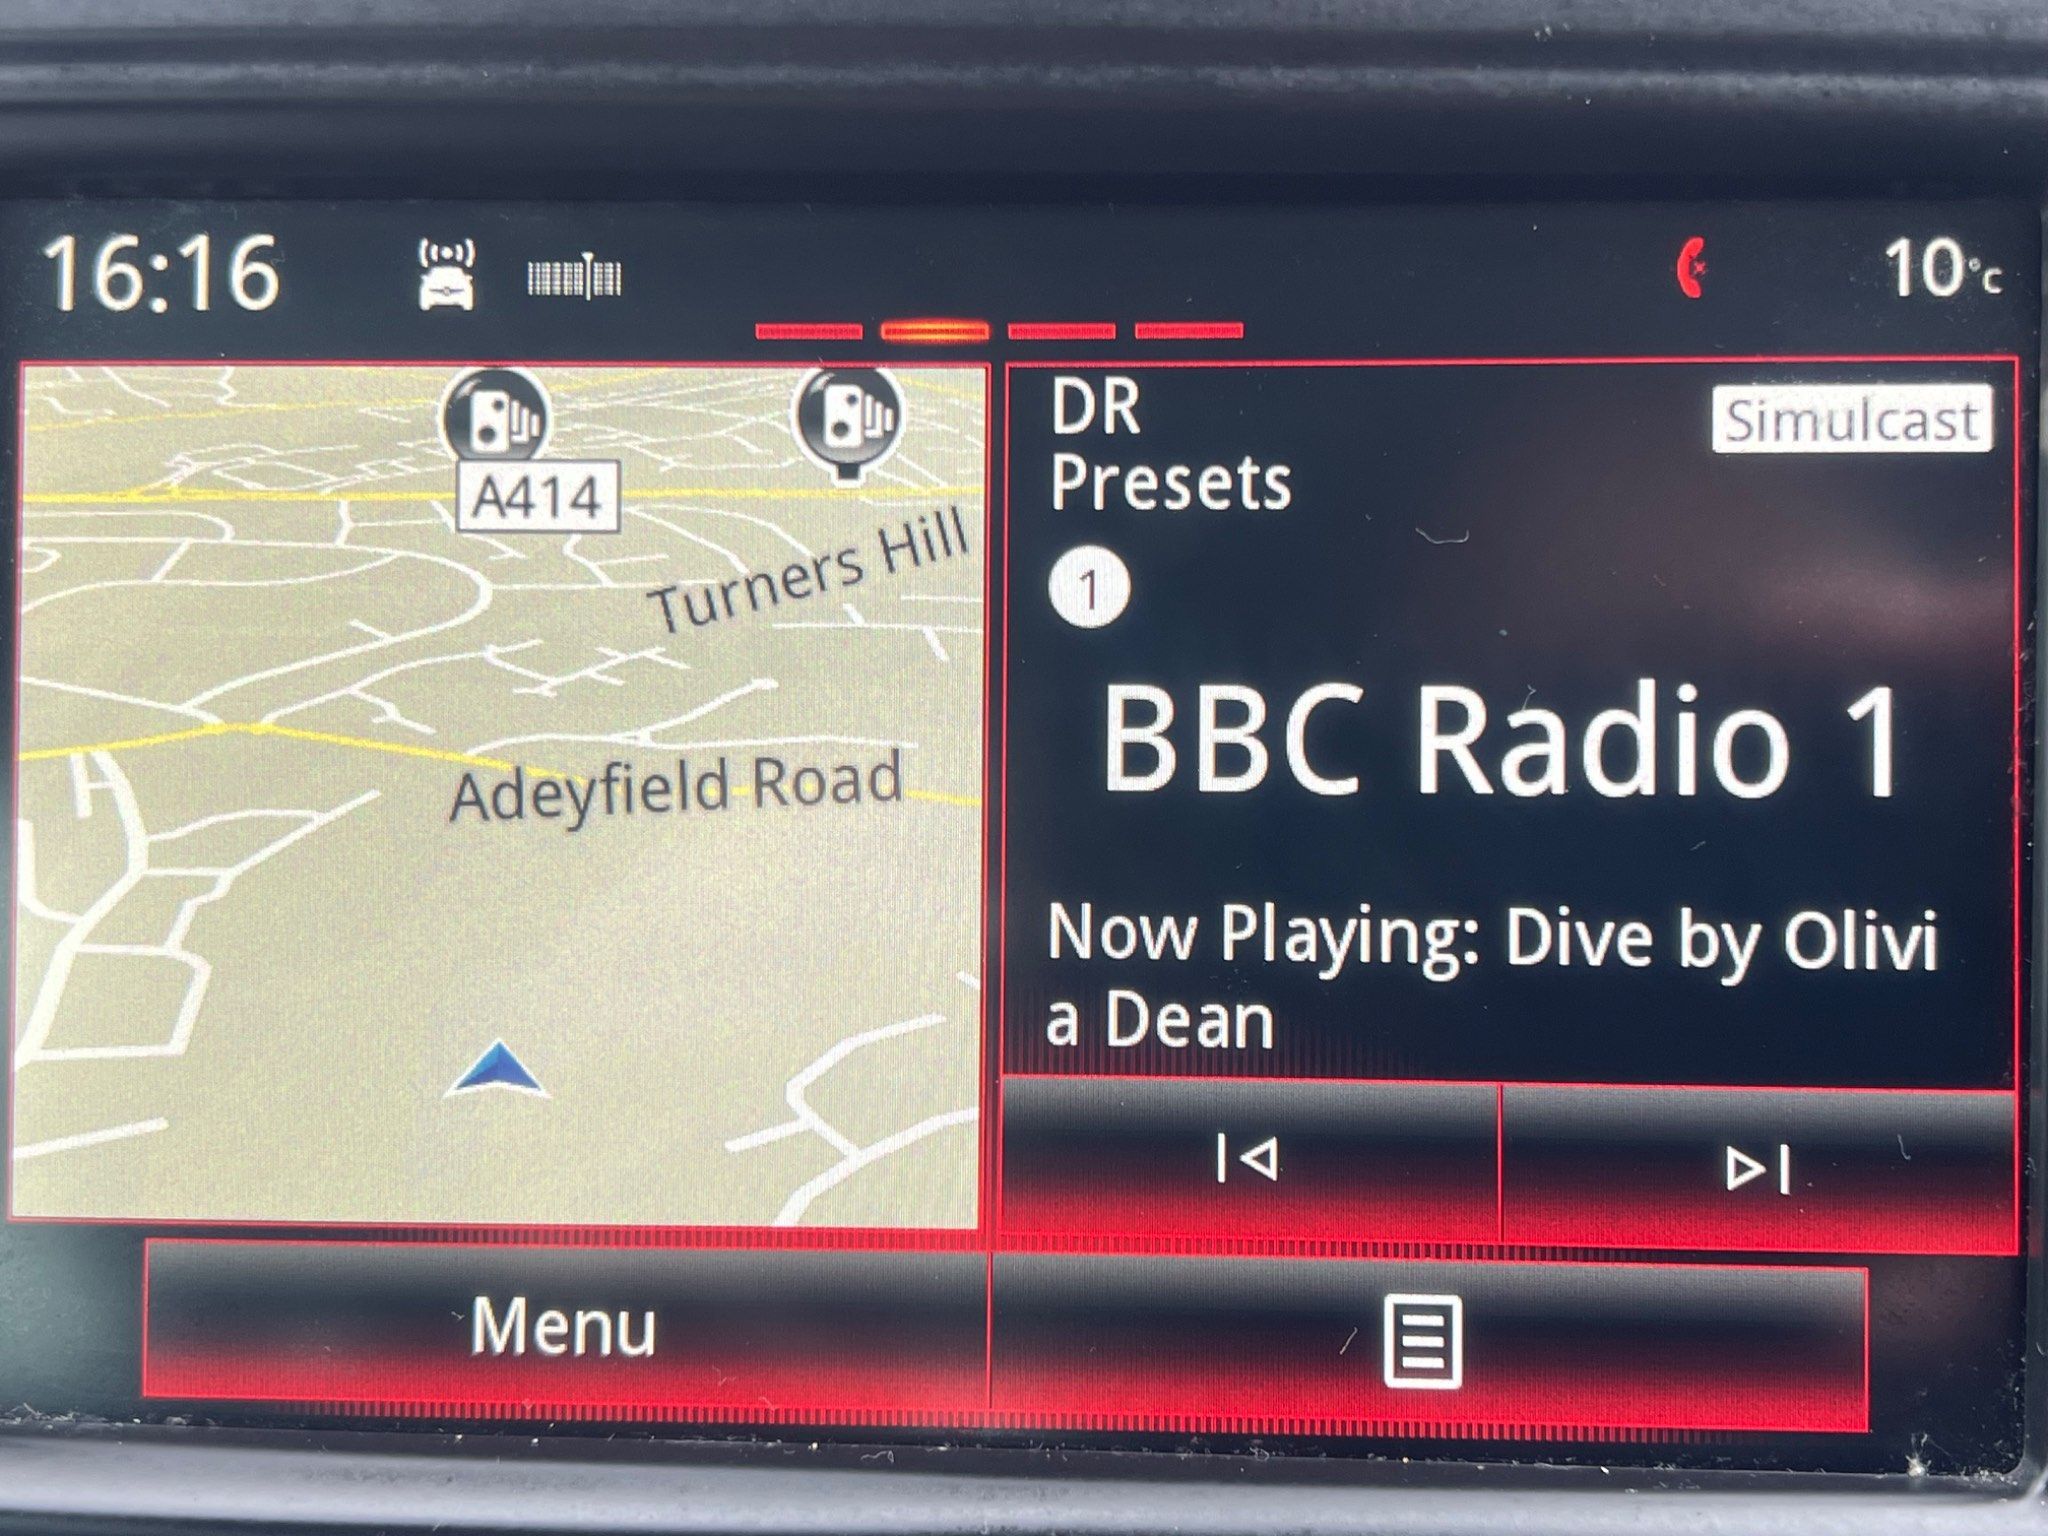 16:16
10°C
A414
Turners Hill
Adeyfield Road
DR
Simulcast
Presets
1
BBC Radio 1
Now Playing: Dive by Olivi
a Dean
Menu